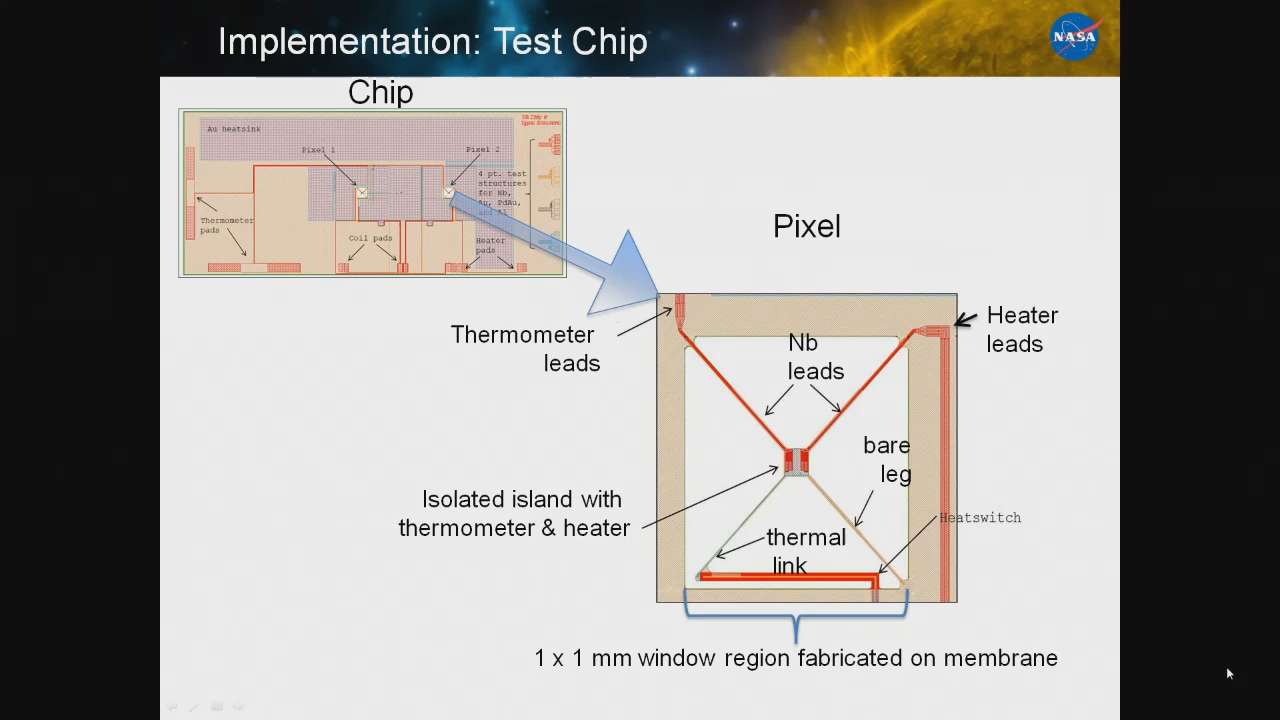 Implementation: Test Chip
NASA
Chip
Au heatsink
Pixel 1
Pixel 2
4 pt. test
structures
for Nb,
Au, PdAu,
and Al
Thermometer
pads
Coil pads
Heater
pads
Pixel
Thermometer
leads
Heater
leads
Nb
leads
bare
leg
Isolated island with
thermometer & heater
Heatswitch
thermal
link
1 x 1 mm window region fabricated on membrane